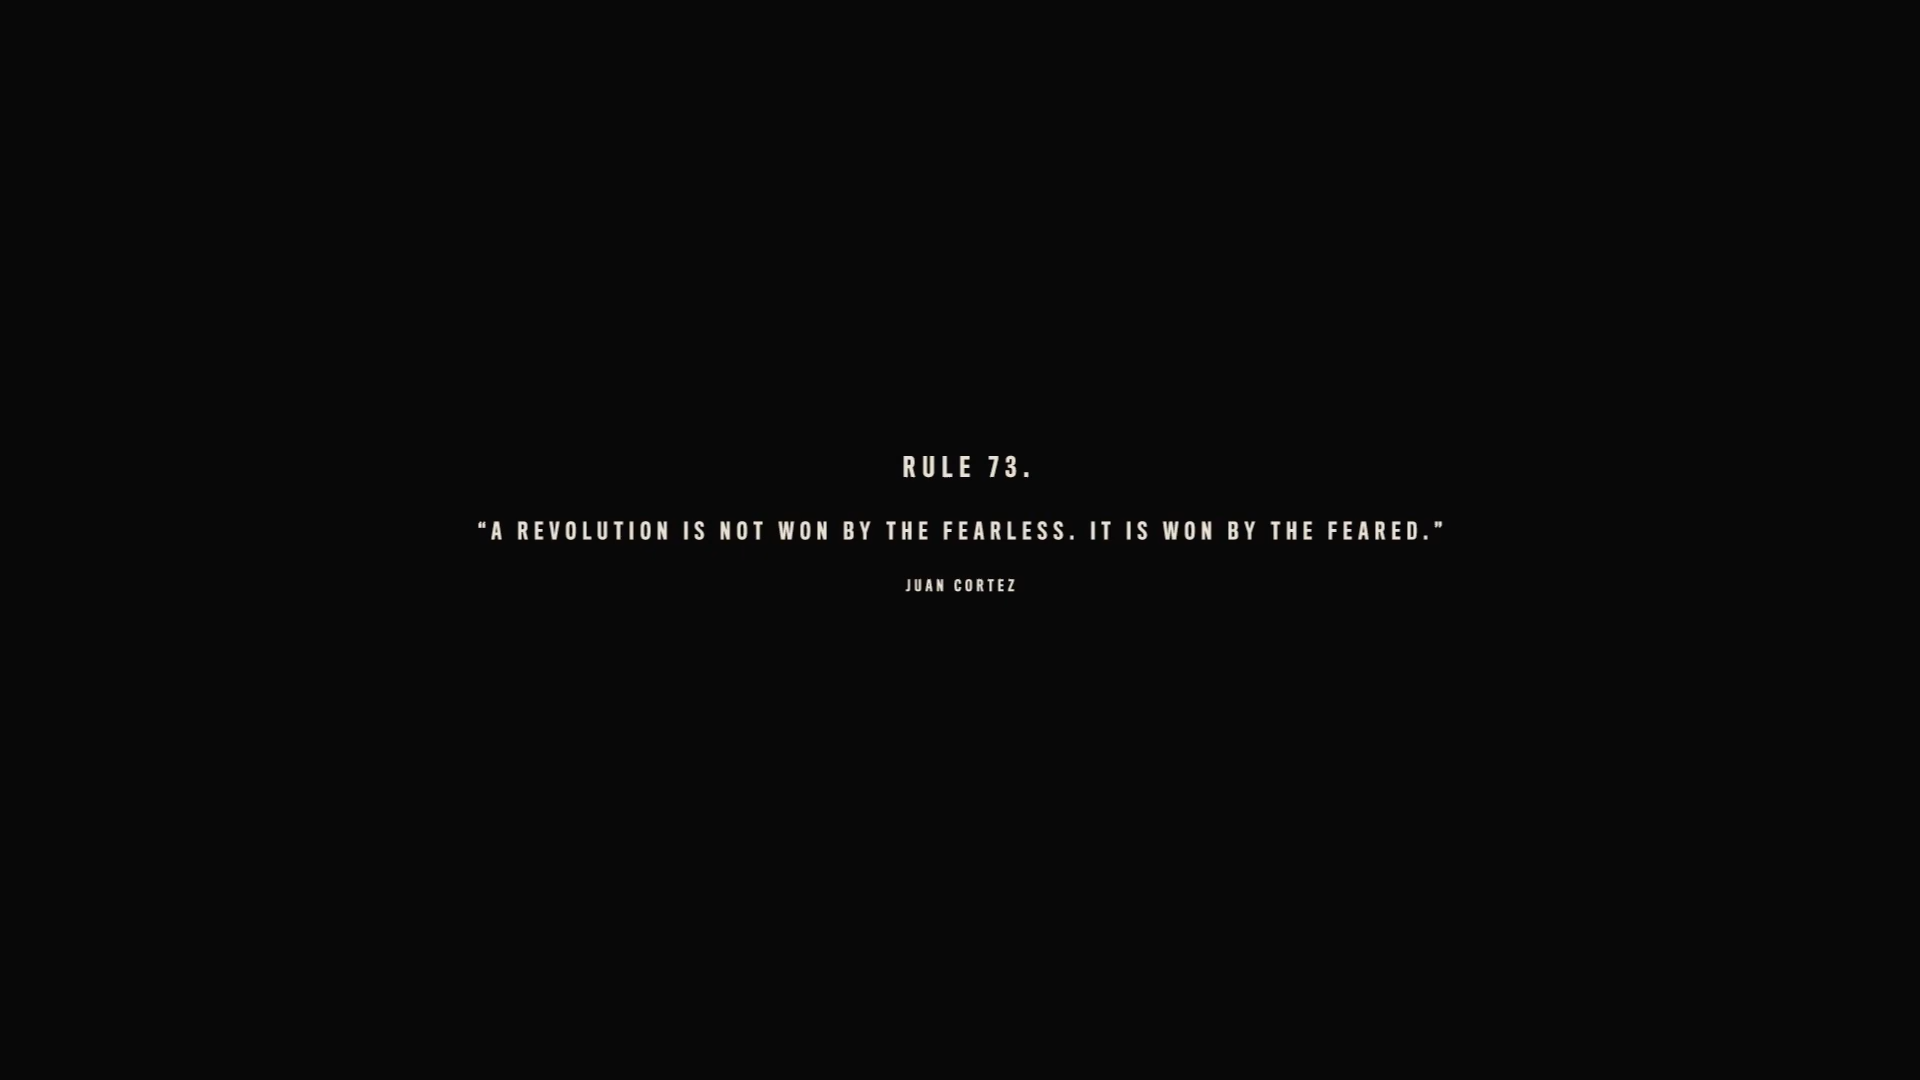 RULE 73.
“A REVOLUTION IS NOT WON BY THE FEARLESS. IT IS WON BY THE FEARED.”
JUAN CORTEZ